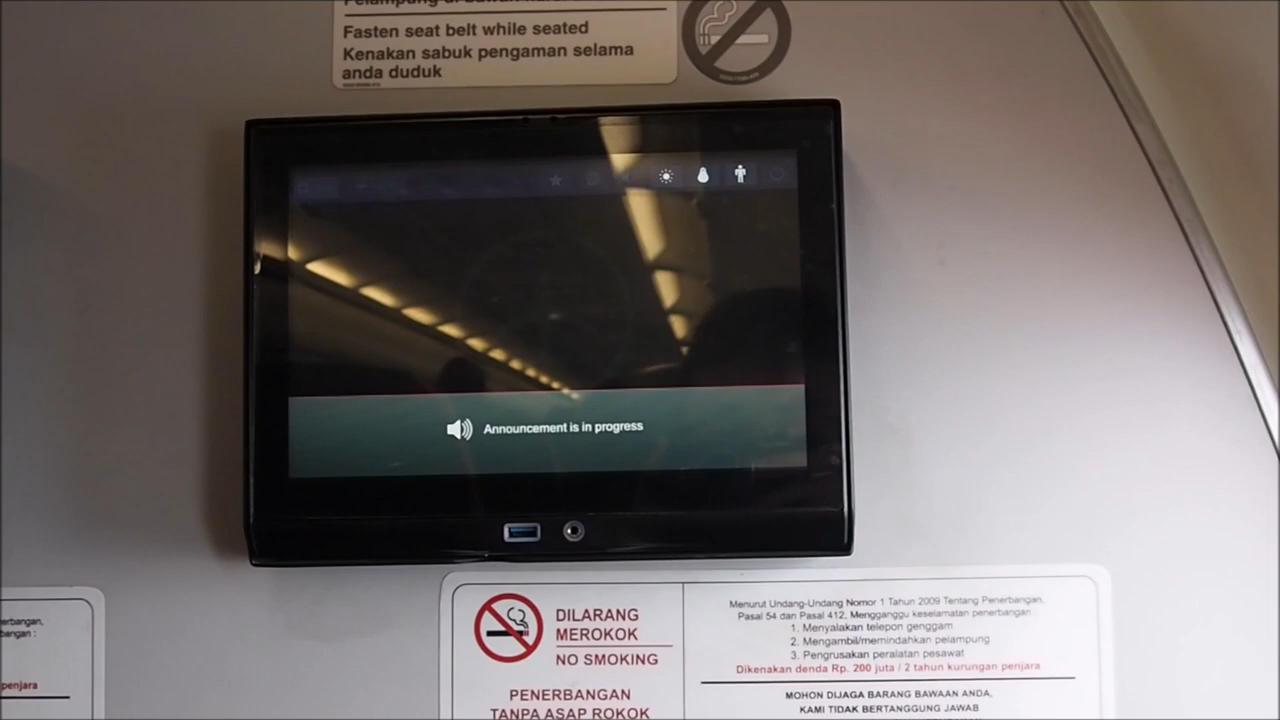 Fasten seat belt while seated
Kenakan sabuk pengaman selama
anda duduk
Announcement is in progress
DILARANG
MEROKOK
NO SMOKING
PENERBANGAN
TANPA ASAP ROKOK
Menurut Undang-Undang Nomor 1 Tahun 2009 Tentang Penerbangan,
Pasal 54 dan Pasal 412, Mengganggu keselamatan penerbangan
1. Menyalakan telepon genggam
2. Mengambil/memindahkan pelampung
3. Pengrusakan peralatan pesawat
Dikenakan denda Rp. 200 juta / 2 tahun kurungan penjara
MOHON DIJAGA BARANG BAWAAN ANDA,
KAMI TIDAK BERTANGGUNG JAWAB
penjara